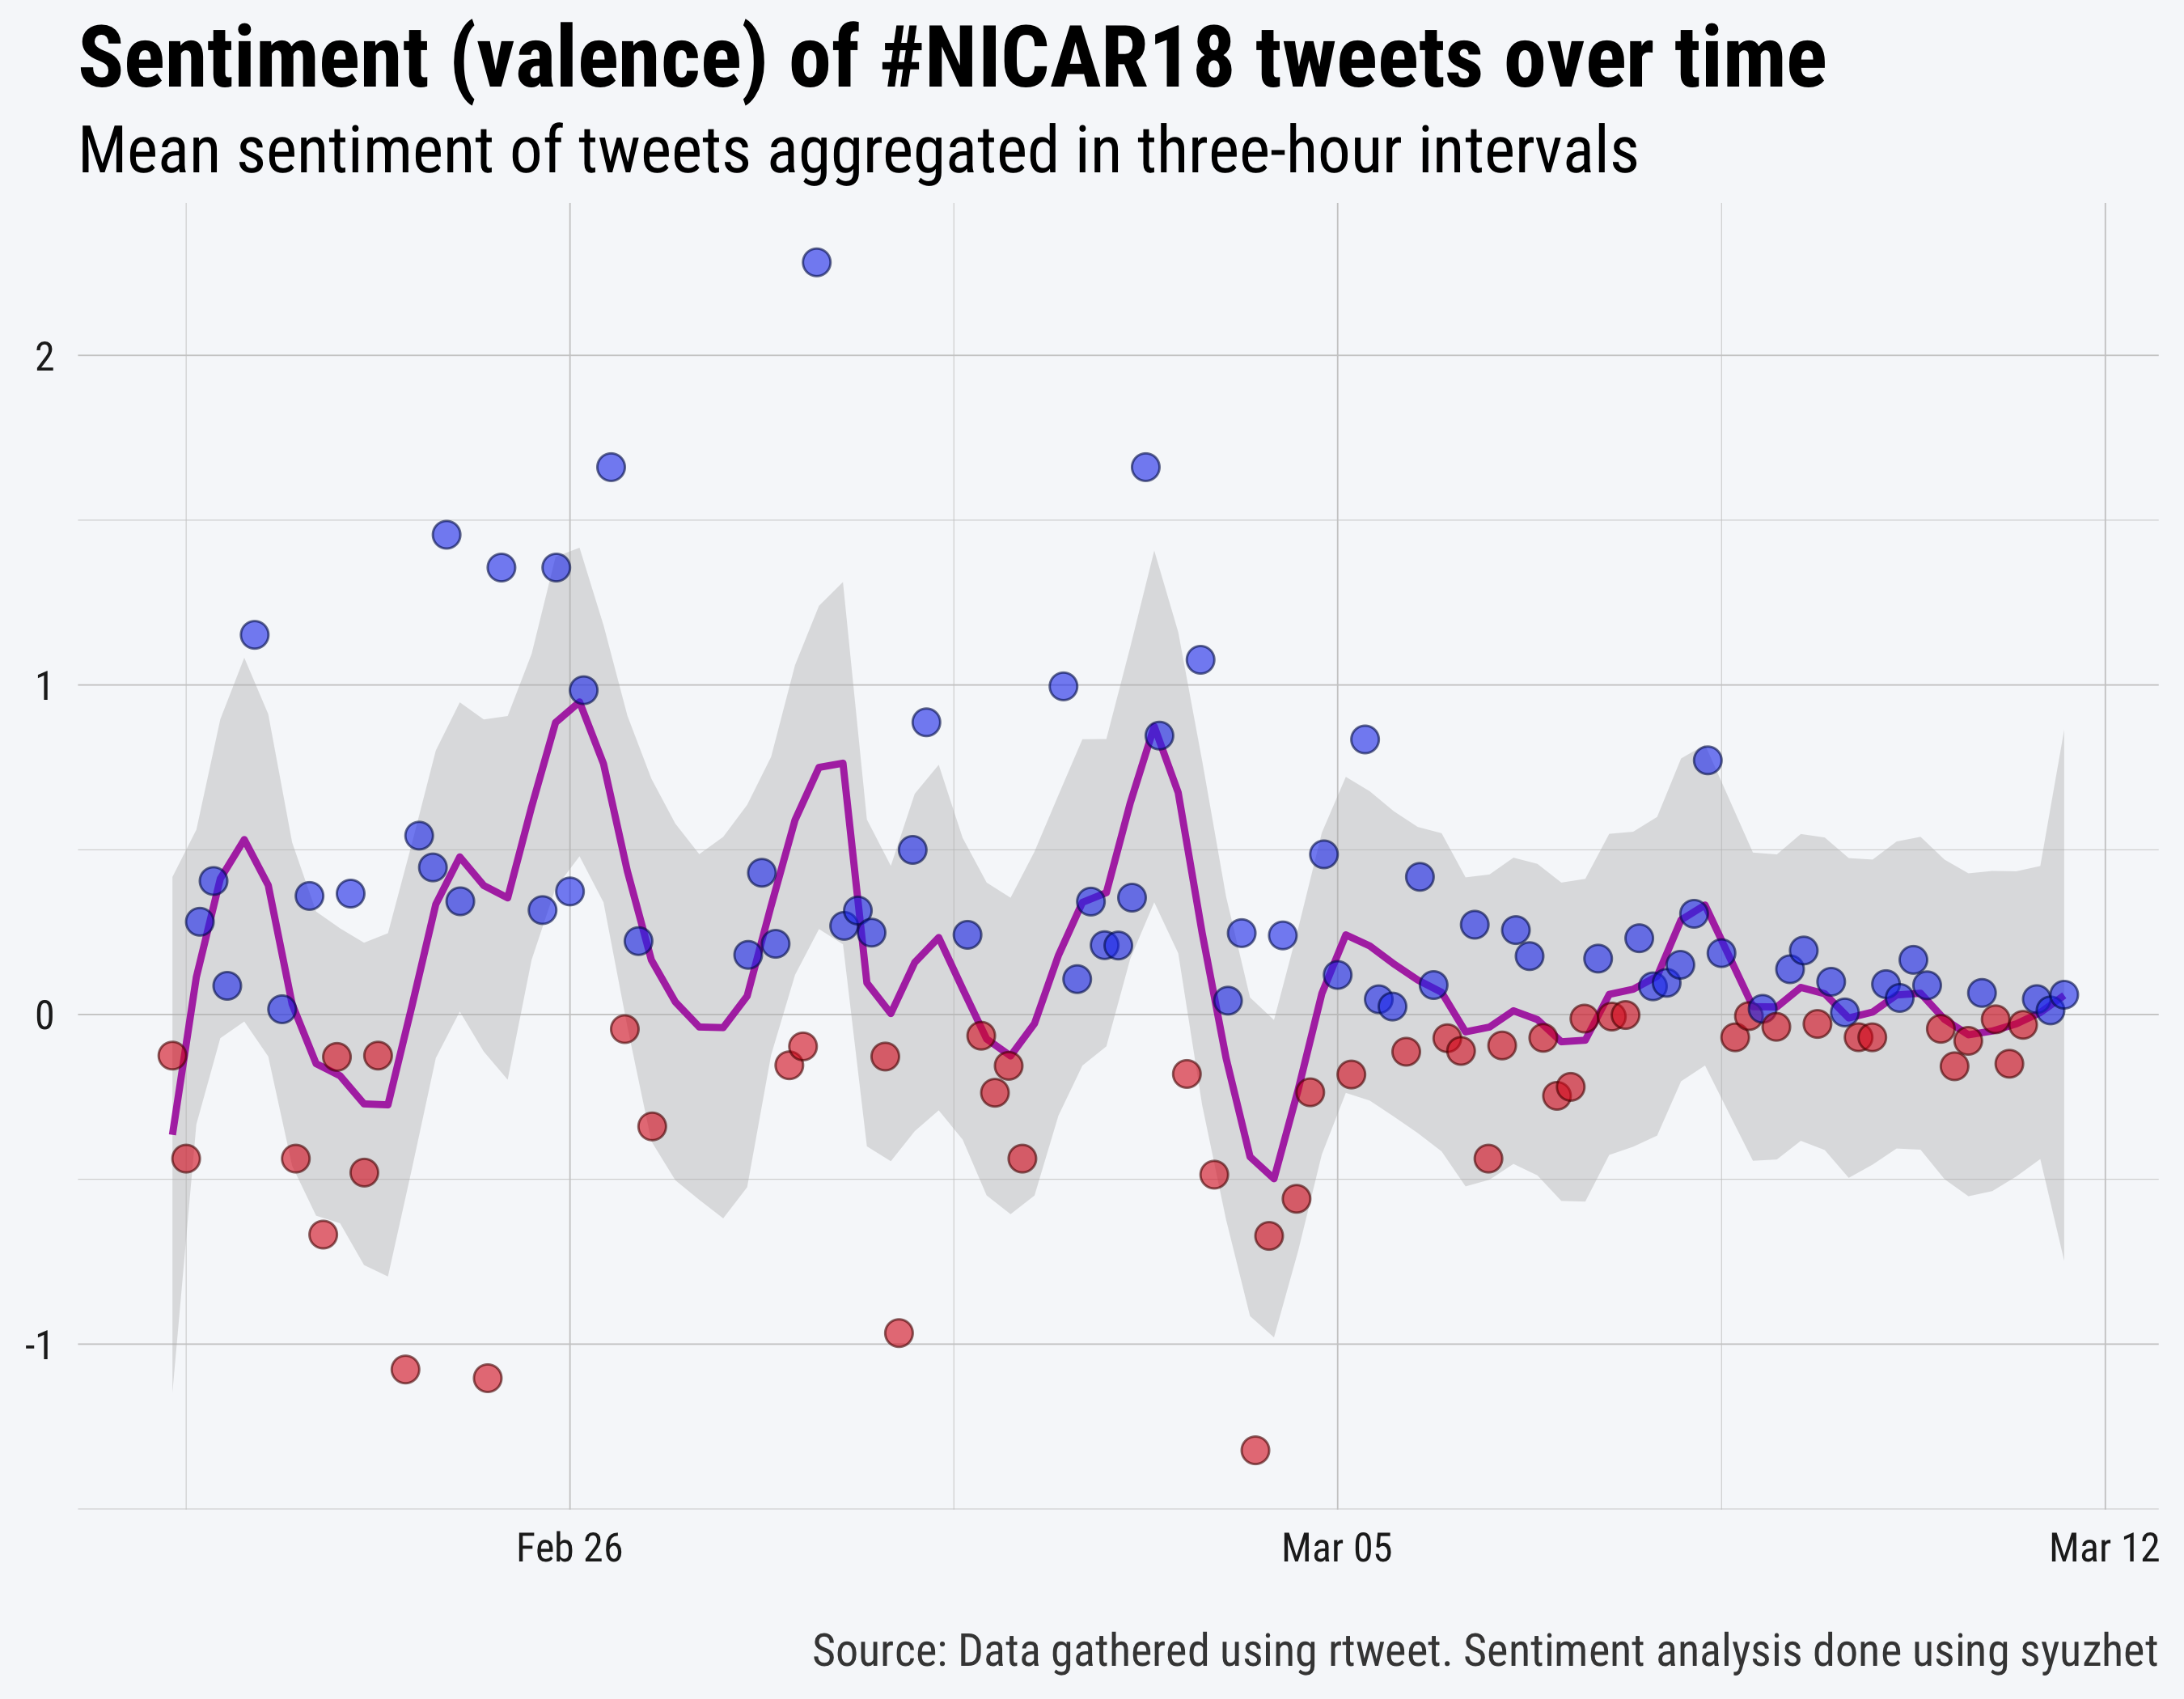 Sentiment (valence) of #NICAR18 tweets over time
Mean sentiment of tweets aggregated in three-hour intervals
2
1
0
-1
Feb 26
Mar 05
Mar 12
Source: Data gathered using rtweet. Sentiment analysis done using syuzhet